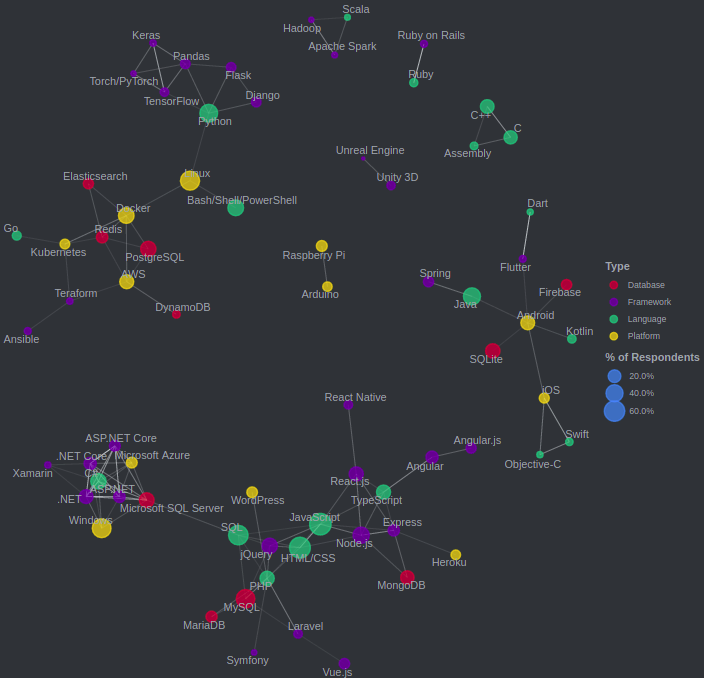 Scala
Hadoop
Apache Spark
Keras
Pandas
Torch/PyTorch
Flask
TensorFlow
Django
Python
Ruby on Rails
Ruby
C++
C
Assembly
Unreal Engine
Unity 3D
Elasticsearch
Linux
Bash/Shell/PowerShell
Docker
Go
Redis
Kubernetes
PostgreSQL
AWS
Teraform
DynamoDB
Ansible
Raspberry Pi
Arduino
Dart
Flutter
Spring
Java
Firebase
Android
Kotlin
SQLite
iOS
Swift
Objective-C
Type
Database
Framework
Language
Platform
% of Respondents
20.0%
40.0%
60.0%
React Native
ASP.NET Core
.NET Core
Microsoft Azure
Xamarin
C#
ASP.NET
.NET
Microsoft SQL Server
Windows
Angular.js
Angular
React.js
TypeScript
WordPress
JavaScript
Express
SQL
Node.js
jQuery
HTML/CSS
Heroku
PHP
MongoDB
MySQL
MariaDB
Laravel
Symfony
Vue.js